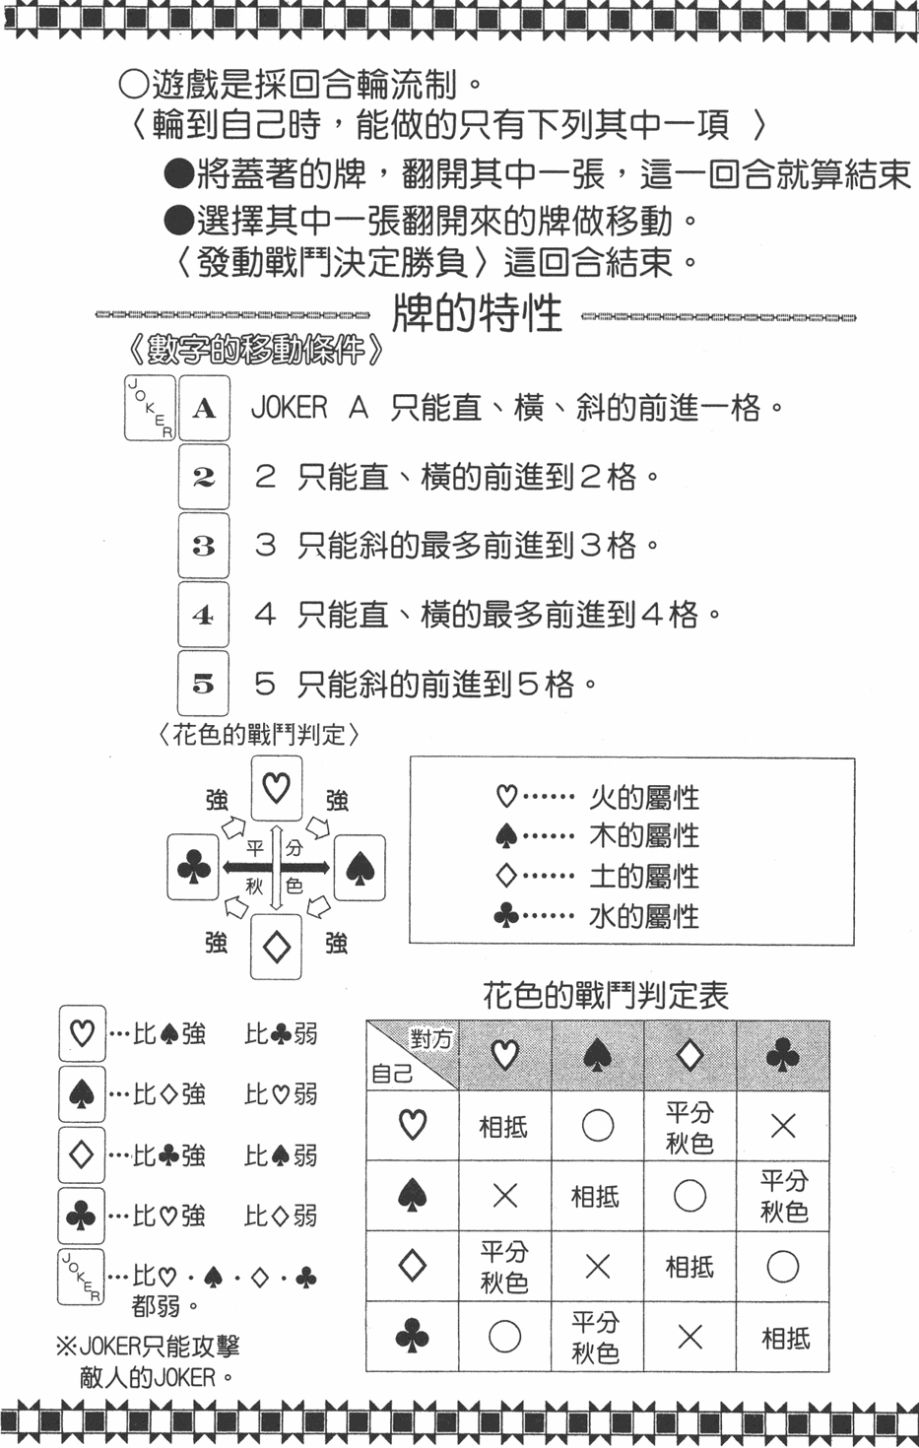 ○遊戲是採回合輪流制。
〈輪到自己時，能做的只有下列其中一項 〉
●將蓋著的牌，翻開其中一張，這一回合就算結束
●選擇其中一張翻開來的牌做移動。
〈發動戰鬥決定勝負〉這回合結束。
牌的特性
《數字的移動條件》
JOKER A JOKER A 只能直、橫、斜的前進一格。
2 2 只能直、橫的前進到2格。
3 3 只能斜的最多前進到3格。
4 4 只能直、橫的最多前進到4格。
5 5 只能斜的前進到5格。
〈花色的戰鬥判定〉
♡
強 強
平分
♣ ♠
秋色
強 強
◇
♡⋯⋯火的屬性
♠⋯⋯木的屬性
◇⋯⋯土的屬性
♣⋯⋯水的屬性
♡⋯比♠強 比♣弱
♠⋯比◇強 比♡弱
◇⋯比♣強 比♠弱
♣⋯比♡強 比◇弱
JOKER⋯比♡·♠·◇·♣
都弱。
※JOKER只能攻擊
敵人的JOKER。
花色的戰鬥判定表
對方 ♡ ♠ ◇ ♣
自己
♡ 相抵 ○ 平分秋色 ×
♠ × 相抵 ○ 平分秋色
◇ 平分秋色 × 相抵 ○
♣ ○ 平分秋色 × 相抵